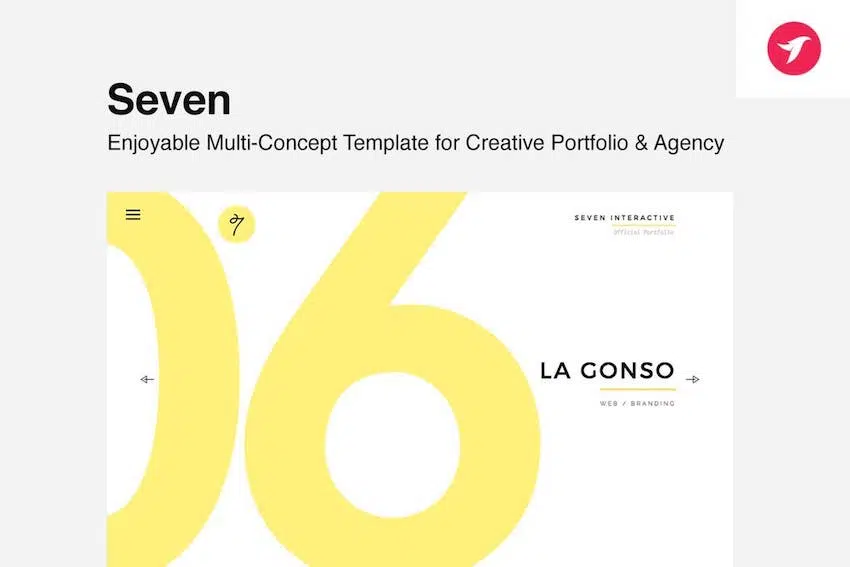 Seven
Enjoyable Multi-Concept Template for Creative Portfolio & Agency
06
7
SEVEN INTERACTIVE
Official Portfolio
LA GONSO
WEB / BRANDING